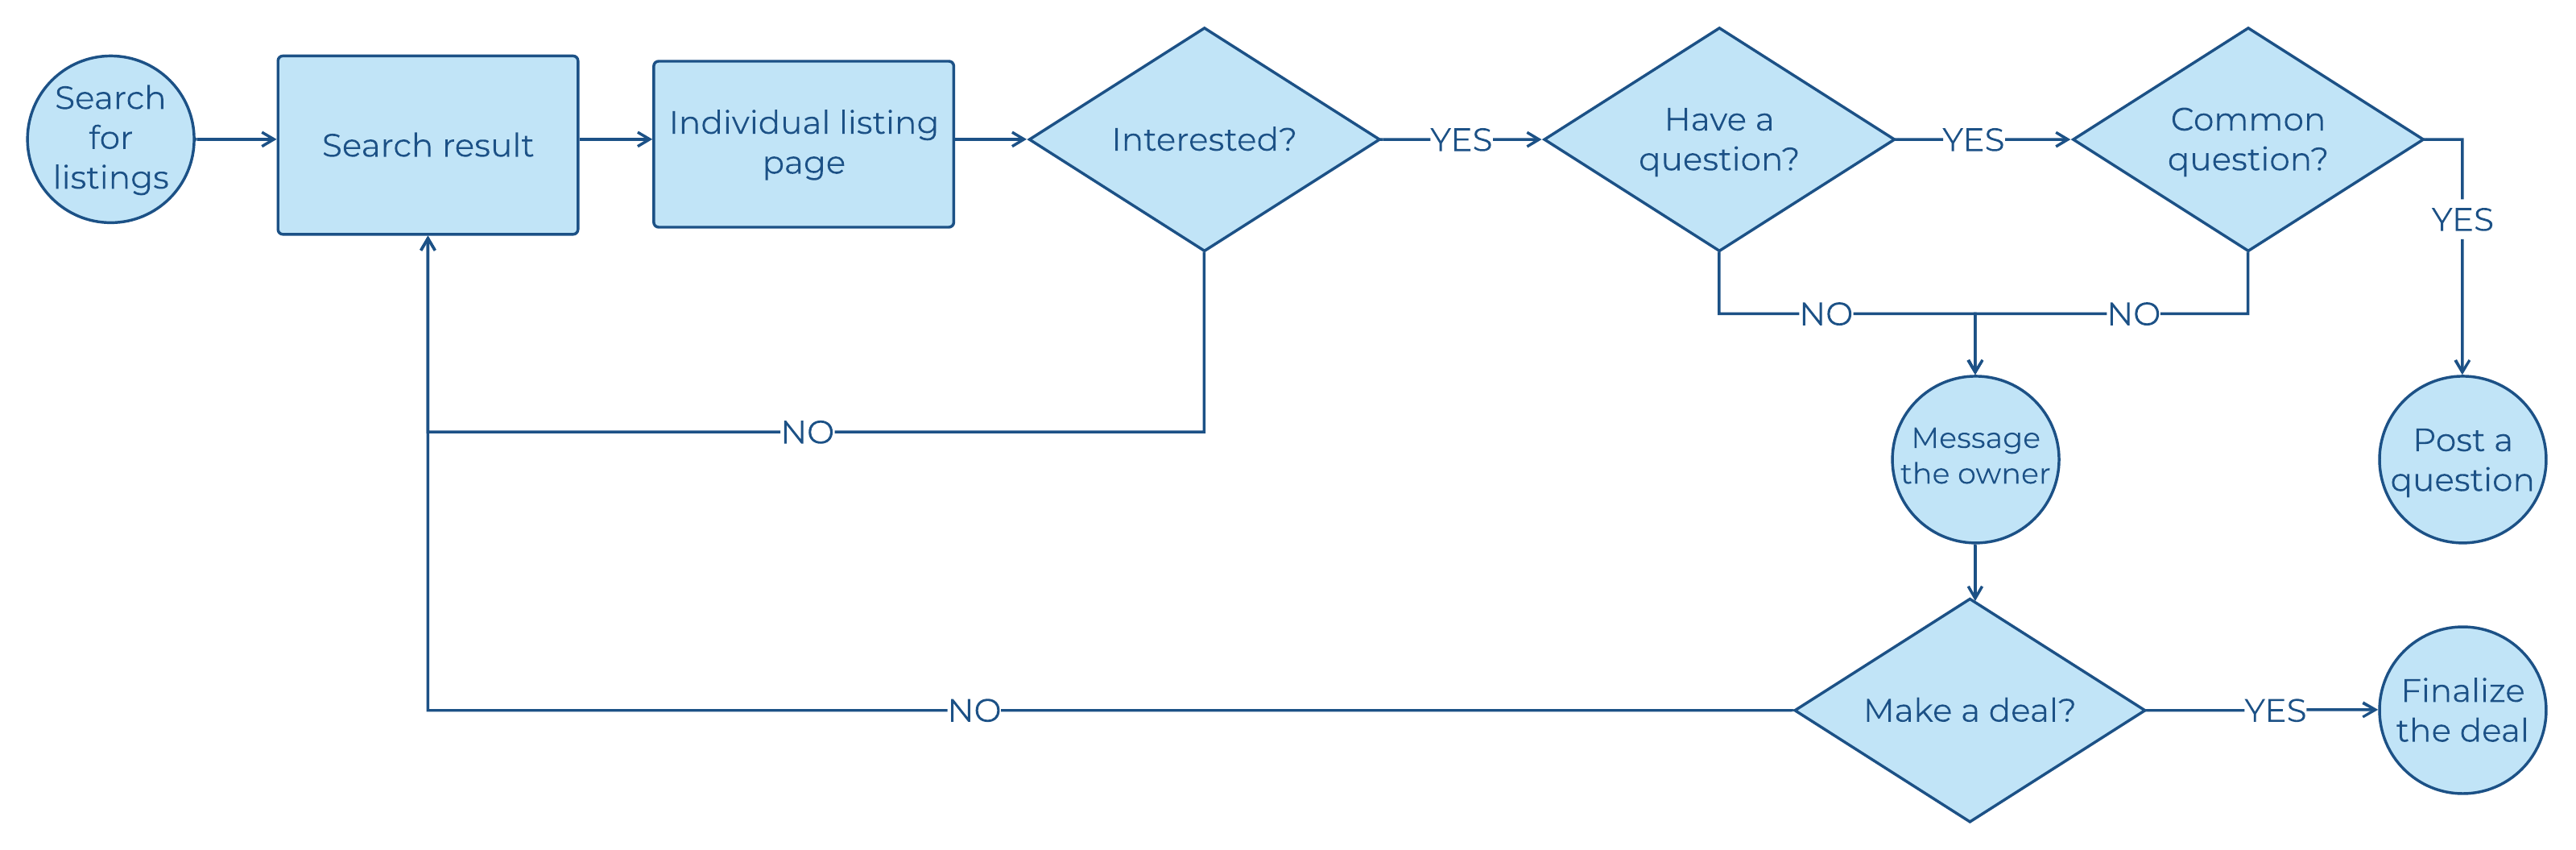 Search
for
listings
Search result
Individual listing
page
Interested?
YES
Have a
question?
YES
Common
question?
YES
NO
NO
NO
Message
the owner
Post a
question
NO
Make a deal?
YES
Finalize
the deal